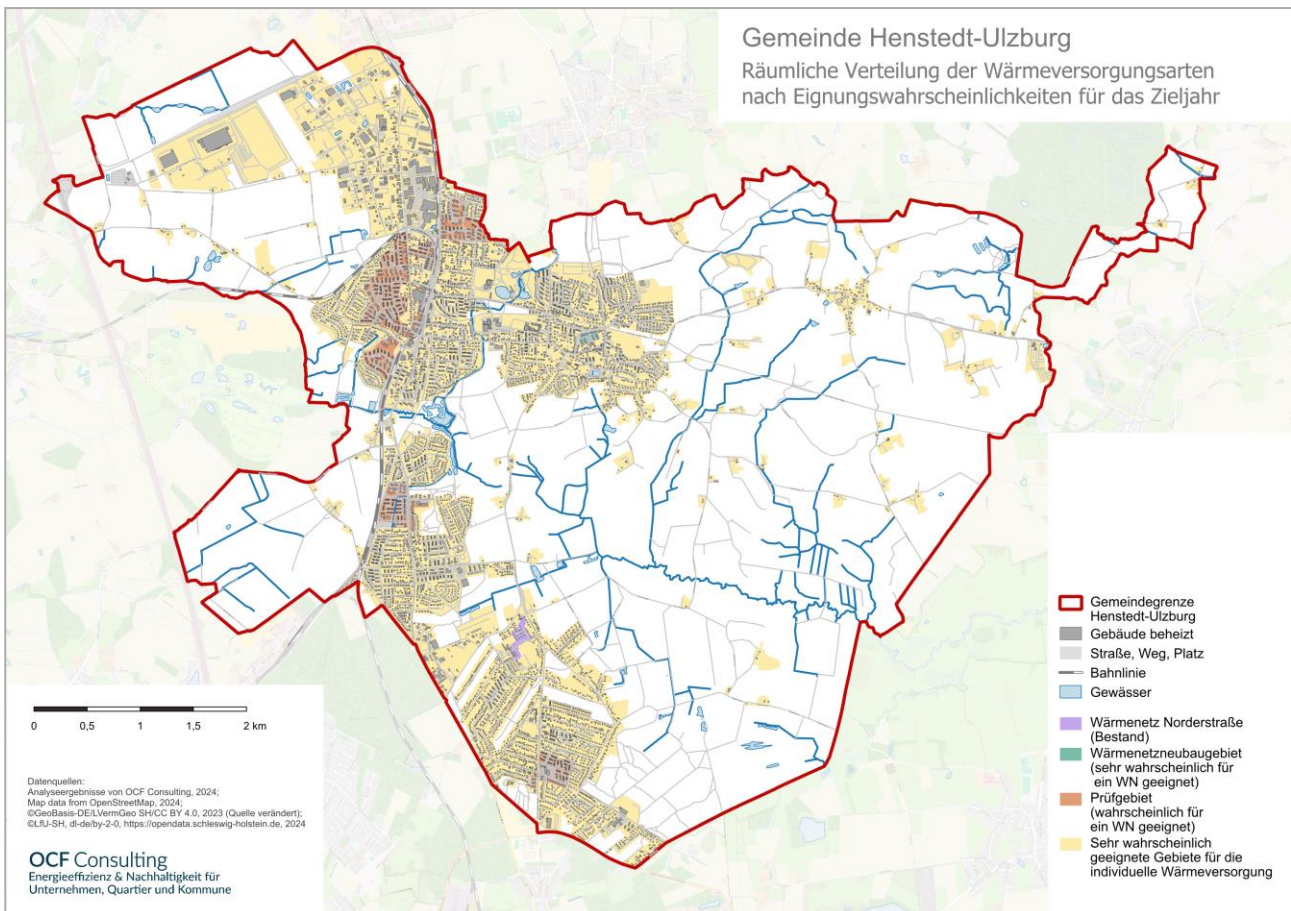 Gemeinde Henstedt-Ulzburg
Räumliche Verteilung der Wärmeversorgungsarten
nach Eignungswahrscheinlichkeiten für das Zieljahr
Gemeindegrenze
Henstedt-Ulzburg
Gebäude beheizt
Straße, Weg, Platz
Bahnlinie
Gewässer
Wärmenetz Norderstraße
(Bestand)
Wärmenetzneubaugebiet
(sehr wahrscheinlich für
ein WN geeignet)
Prüfgebiet
(wahrscheinlich für
ein WN geeignet)
Sehr wahrscheinlich
geeignete Gebiete für die
individuelle Wärmeversorgung
0 0,5 1 1,5 2 km
Datenquellen:
Analyseergebnisse von OCF Consulting, 2024;
Map data from OpenStreetMap, 2024;
©GeoBasis-DE/LVermGeo SH/CC BY 4.0, 2023 (Quelle verändert);
©LfU-SH, dl-de/by-2-0, https://opendata.schleswig-holstein.de, 2024
OCF Consulting
Energieeffizienz & Nachhaltigkeit für
Unternehmen, Quartier und Kommune